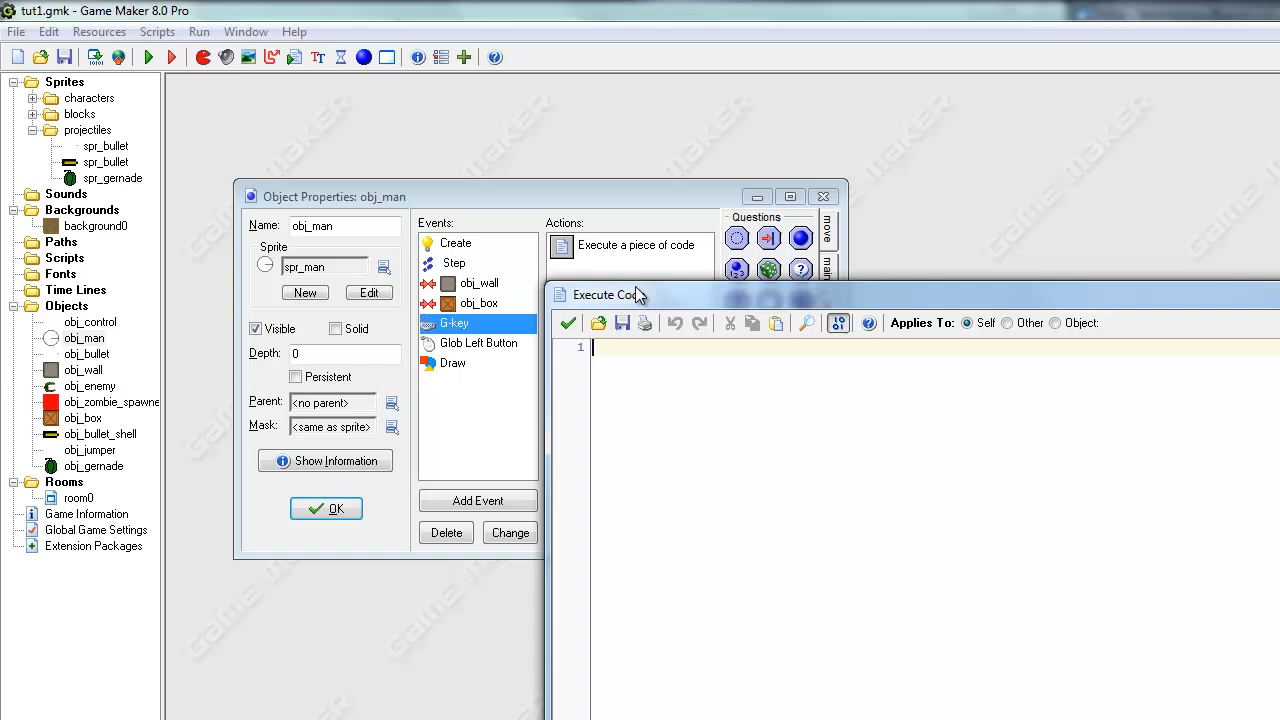 tut1.gmk - Game Maker 8.0 Pro
File Edit Resources Scripts Run Window Help
Sprites
characters
blocks
projectiles
spr_bullet
spr_bullet
spr_gernade
Sounds
Backgrounds
background0
Paths
Scripts
Fonts
Time Lines
Objects
obj_control
obj_man
obj_bullet
obj_wall
obj_enemy
obj_zombie_spawne
obj_box
obj_bullet_shell
obj_jumper
obj_gernade
Rooms
room0
Game Information
Global Game Settings
Extension Packages
Object Properties: obj_man
Name: obj_man
Sprite
spr_man
New Edit
Visible Solid
Depth: 0
Persistent
Parent: <no parent>
Mask: <same as sprite>
Show Information
OK
Events:
Create
Step
obj_wall
obj_box
G-key
Glob Left Button
Draw
Add Event
Delete Change
Actions:
Execute a piece of code
Questions
move
Execute Co
Applies To: Self Other Object:
1
GAME MAKER